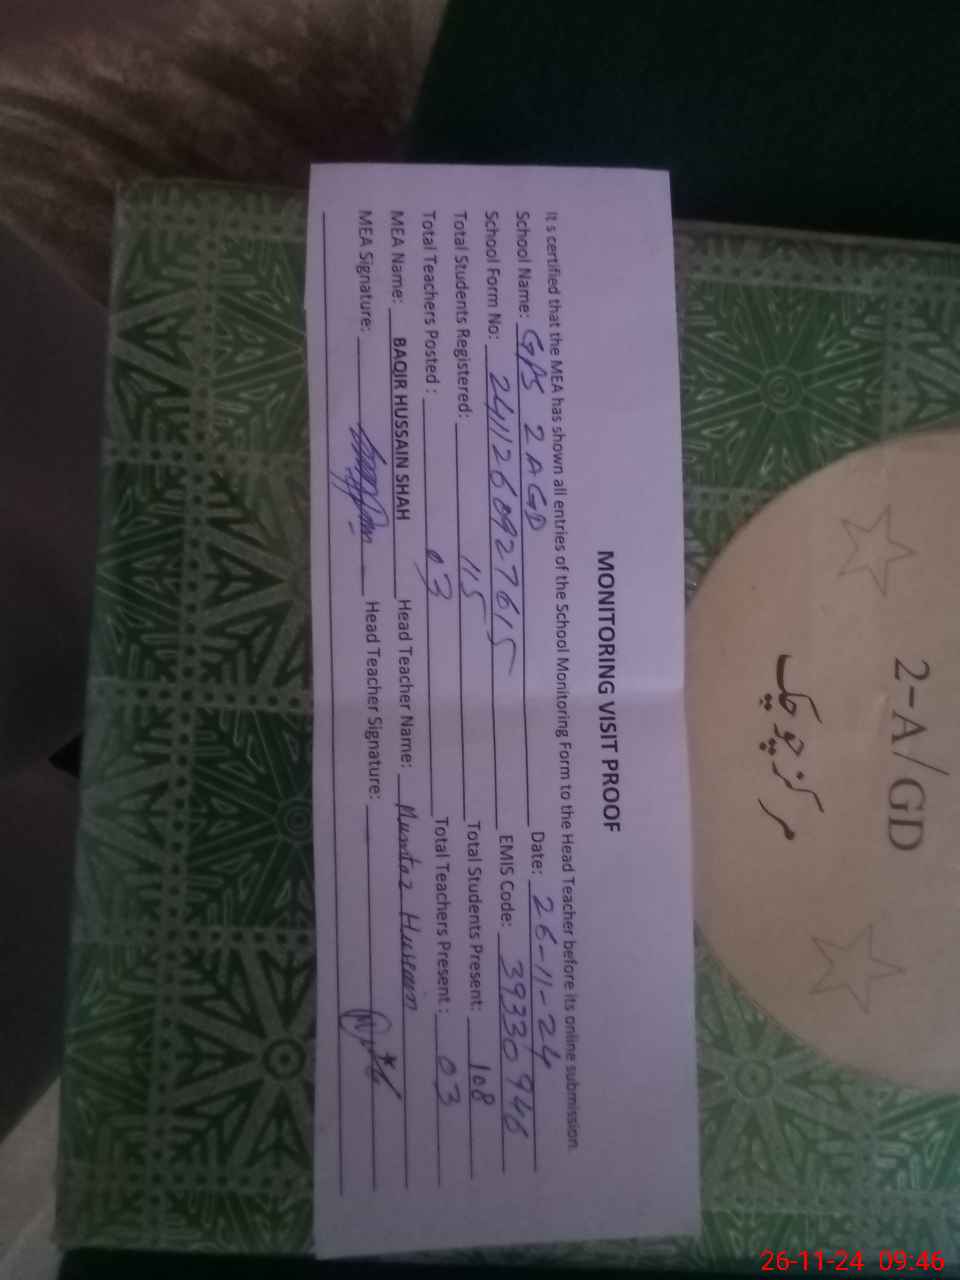 2-A/GD
مرکز چوچک
MONITORING VISIT PROOF
It s certified that the MEA has shown all entries of the School Monitoring Form to the Head Teacher before its online submission.
School Name: GPS 2 AGD Date: 26-11-24
School Form No: 2411260927615 EMIS Code: 39330946
Total Students Registered: 115 Total Students Present: 108
Total Teachers Posted : 03 Total Teachers Present : 03
MEA Name: BAQIR HUSSAIN SHAH Head Teacher Name: Mumtaz Hussain
MEA Signature: Head Teacher Signature:
26-11-24 09:46